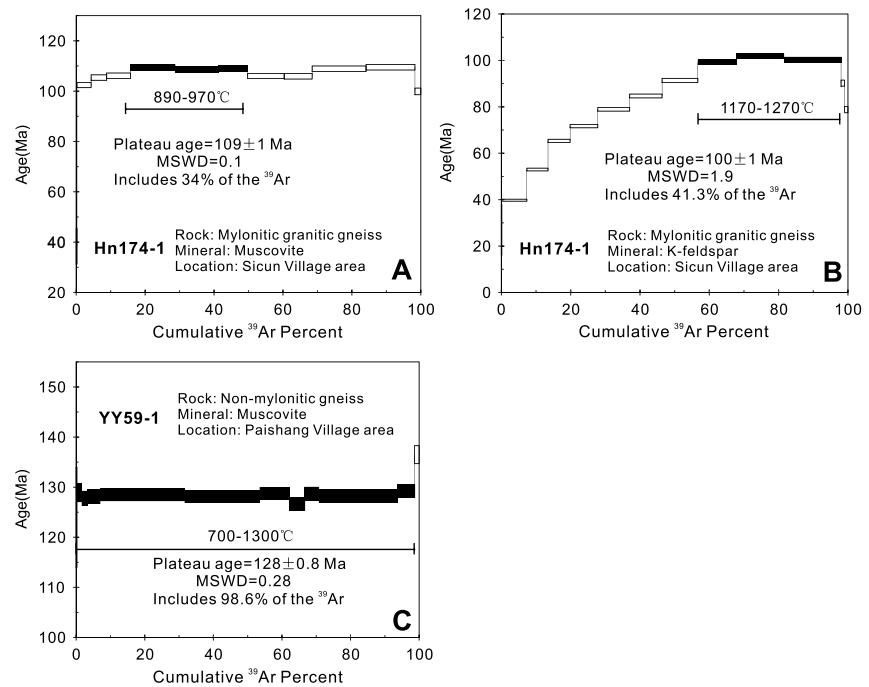 120
100
80
60
40
20
Age(Ma)
890-970℃
Plateau age=109±1 Ma
MSWD=0.1
Includes 34% of the ³⁹Ar
Hn174-1
Rock: Mylonitic granitic gneiss
Mineral: Muscovite
Location: Sicun Village area
A
0 20 40 60 80 100
Cumulative ³⁹Ar Percent
120
100
80
60
40
20
0
Age(Ma)
1170-1270℃
Plateau age=100±1 Ma
MSWD=1.9
Includes 41.3% of the ³⁹Ar
Hn174-1
Rock: Mylonitic granitic gneiss
Mineral: K-feldspar
Location: Sicun Village area
B
0 20 40 60 80 100
Cumulative ³⁹Ar Percent
150
140
130
120
110
100
Age(Ma)
YY59-1
Rock: Non-mylonitic gneiss
Mineral: Muscovite
Location: Paishang Village area
700-1300℃
Plateau age=128±0.8 Ma
MSWD=0.28
Includes 98.6% of the ³⁹Ar
C
0 20 40 60 80 100
Cumulative ³⁹Ar Percent